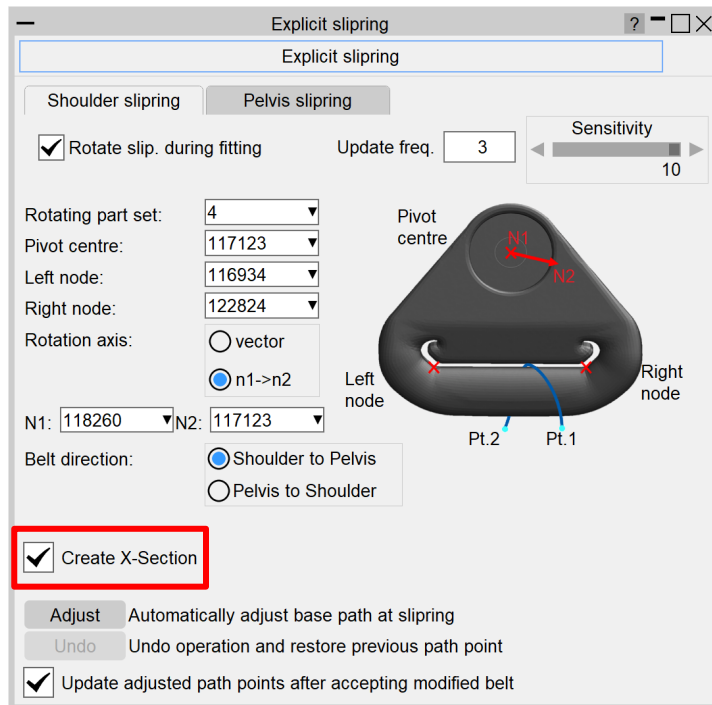 Explicit slipring ?
Explicit slipring
Shoulder slipring Pelvis slipring
Rotate slip. during fitting Update freq. 3 Sensitivity
10
Rotating part set: 4
Pivot centre: 117123
Left node: 116934
Right node: 122824
Rotation axis: vector
n1->n2
N1: 118260 N2: 117123
Belt direction: Shoulder to Pelvis
Pelvis to Shoulder
Pivot
centre
N1
N2
Left
node
Right
node
Pt.2 Pt.1
Create X-Section
Adjust Automatically adjust base path at slipring
Undo Undo operation and restore previous path point
Update adjusted path points after accepting modified belt